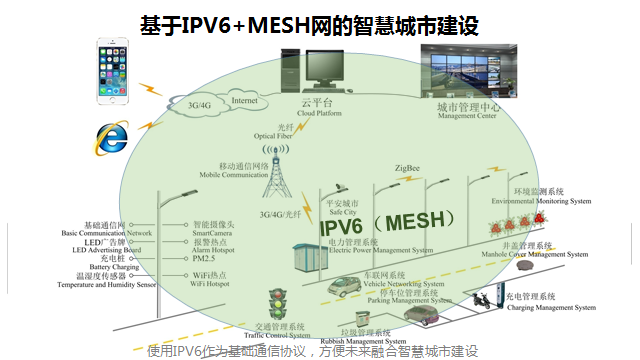 基于IPV6+MESH网的智慧城市建设
3G/4G
Internet
云平台
Cloud Platform
城市管理中心
Management Center
光纤
Optical Fiber
移动通信网络
Mobile Communication
ZigBee
3G/4G/光纤
平安城市
Safe City
环境监测系统
Environmental Monitoring System
IPV6（MESH）
基础通信网
Basic Communication Network
LED广告牌
LED Advertising Board
充电桩
Battery Charging
温湿度传感器
Temperature and Humidity Sensor
智能摄像头
SmartCamera
报警热点
Alarm Hotspot
PM2.5
WiFi热点
WiFi Hotspot
电力管理系统
Electric Power Management System
井盖管理系统
Manhole Cover Management System
车联网系统
Vehicle Networking System
停车位管理系统
Parking Management System
充电管理系统
Charging Management System
交通管理系统
Traffic Control System
垃圾管理系统
Rubbish Management System
使用IPV6作为基础通信协议，方便未来融合智慧城市建设